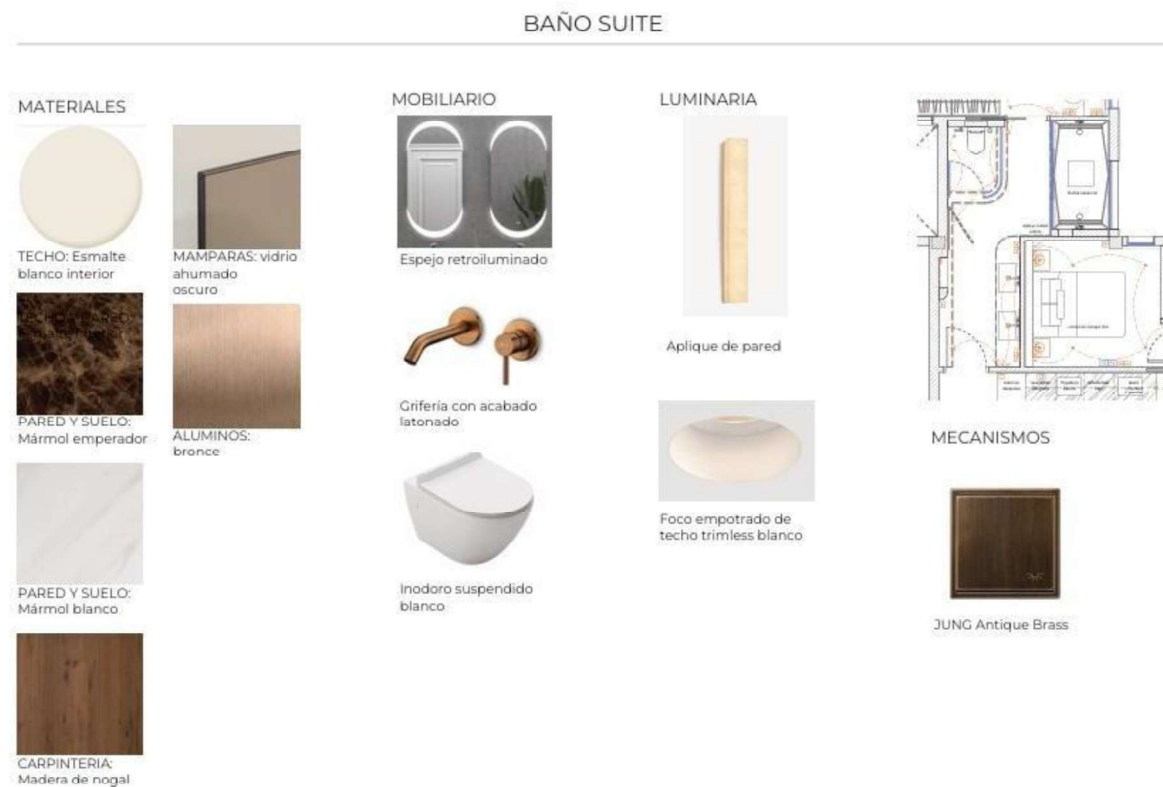 BAÑO SUITE
MATERIALES
TECHO: Esmalte
blanco interior
MAMPARAS: vidrio
ahumado
oscuro
PARED Y SUELO:
Mármol emperador
ALUMINOS:
bronce
PARED Y SUELO:
Mármol blanco
CARPINTERIA:
Madera de nogal
MOBILIARIO
Espejo retroiluminado
Grifería con acabado
latonado
Inodoro suspendido
blanco
LUMINARIA
Aplique de pared
Foco empotrado de
techo trimless blanco
MECANISMOS
JUNG Antique Brass